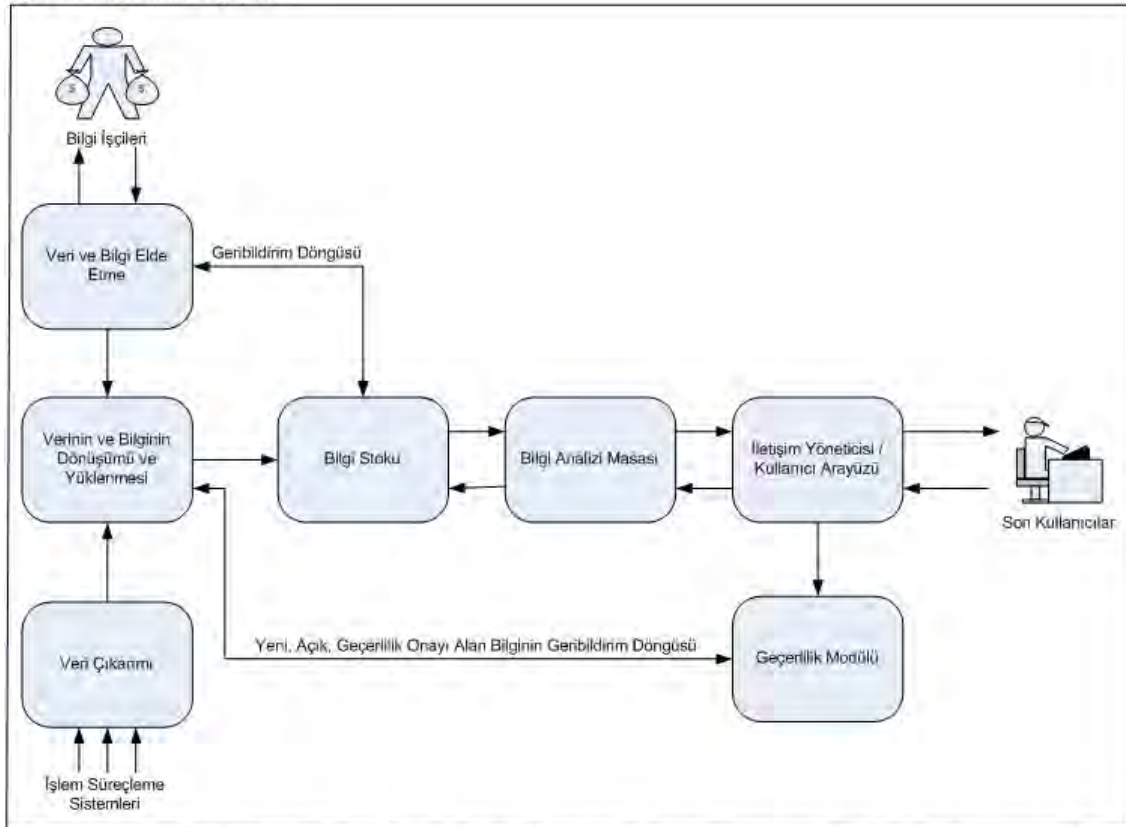 $ $
Bilgi İşçileri
Veri ve Bilgi Elde
Etme
Geribildirim Döngüsü
Verinin ve Bilginin
Dönüşümü ve
Yüklenmesi
Bilgi Stoku
Bilgi Analizi Masası
İletişim Yöneticisi /
Kullanıcı Arayüzü
Son Kullanıcılar
Veri Çıkarımı
Yeni, Açık, Geçerlilik Onayı Alan Bilginin Geribildirim Döngüsü
Geçerlilik Modülü
İşlem Süreçleme
Sistemleri